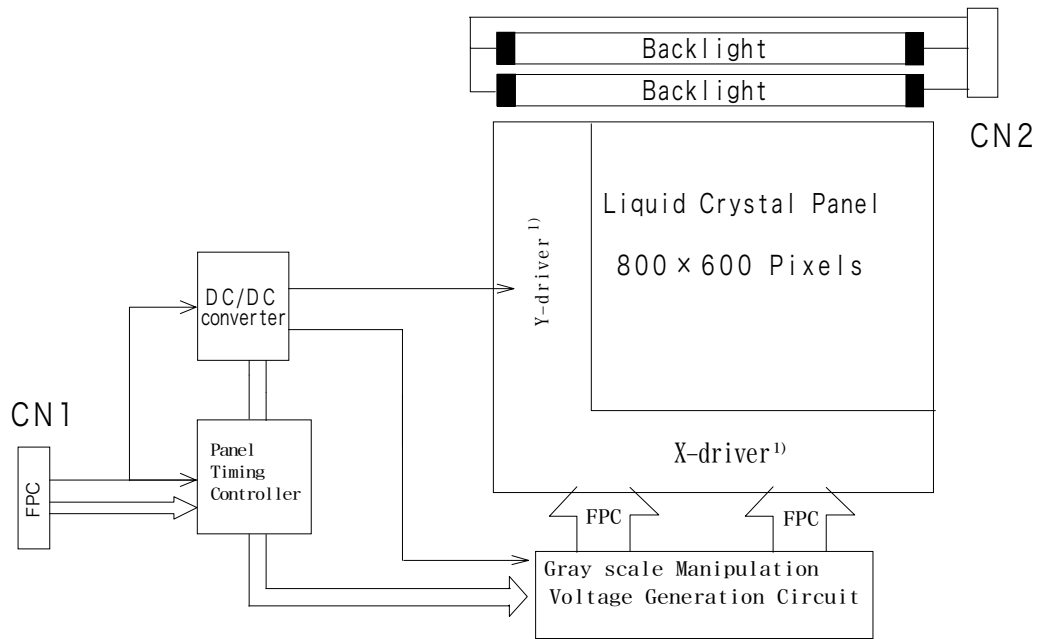 Backlight
Backlight
CN2
Liquid Crystal Panel
800×600 Pixels
Y-driver1)
DC/DC
converter
CN1
FPC
Panel
Timing
Controller
X-driver1)
FPC
FPC
Gray scale Manipulation
Voltage Generation Circuit